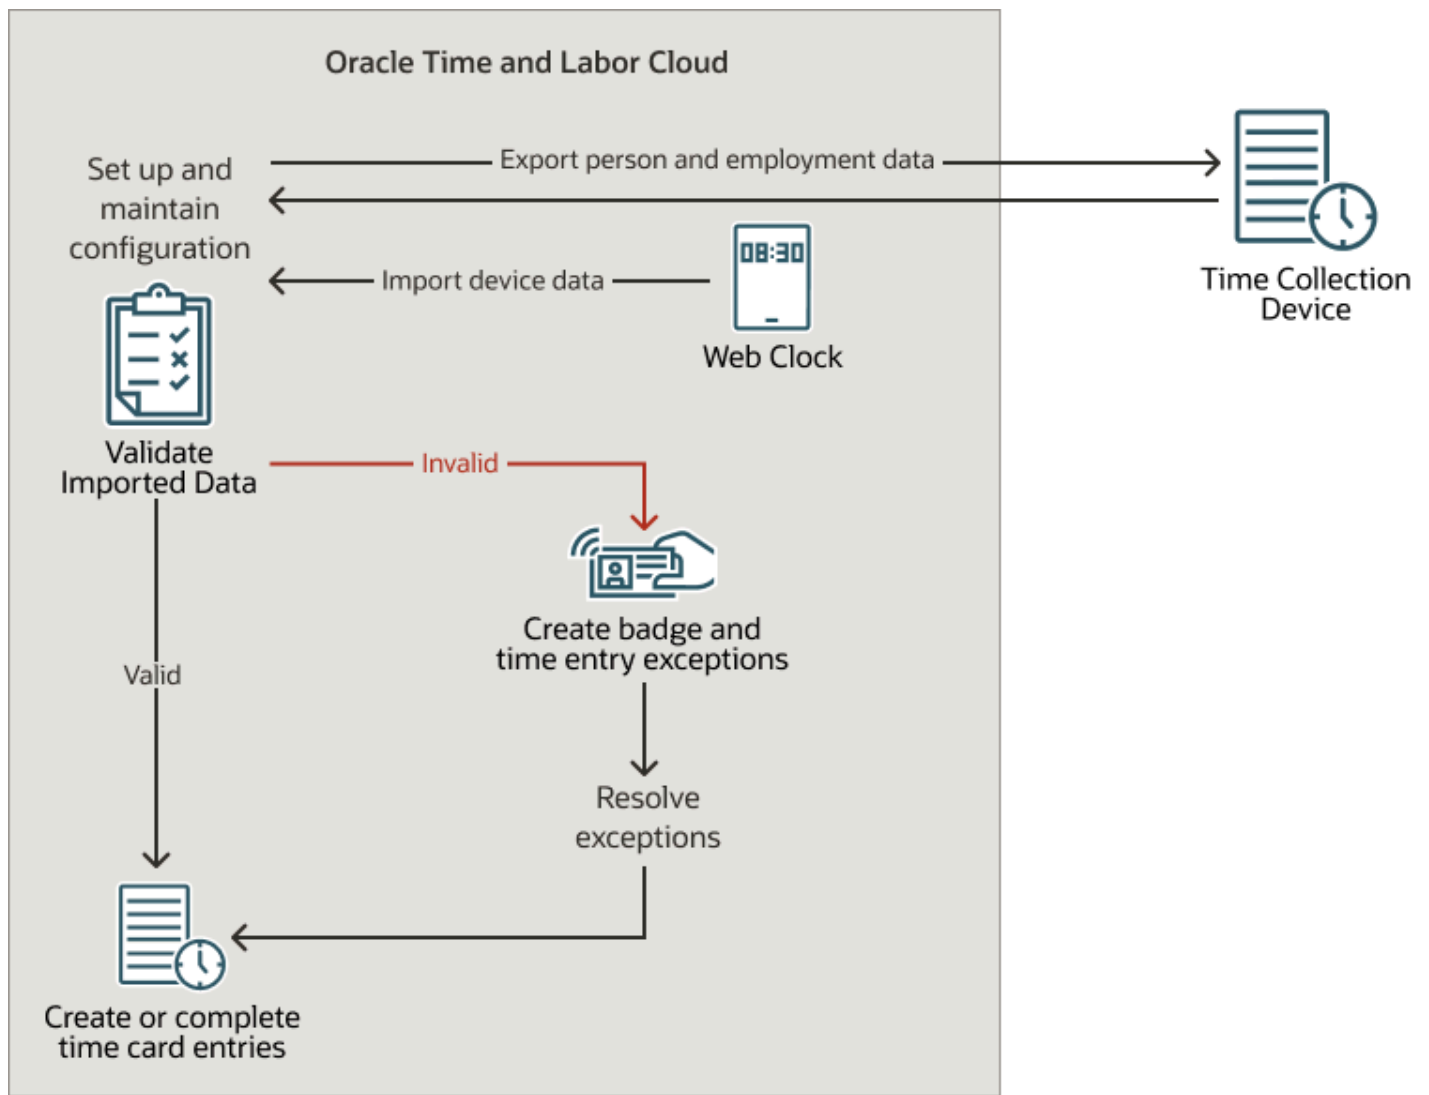 Oracle Time and Labor Cloud
Set up and
maintain
configuration
Export person and employment data
08:30
Import device data
Web Clock
Time Collection
Device
Validate
Imported Data
Invalid
Create badge and
time entry exceptions
Valid
Resolve
exceptions
Create or complete
time card entries